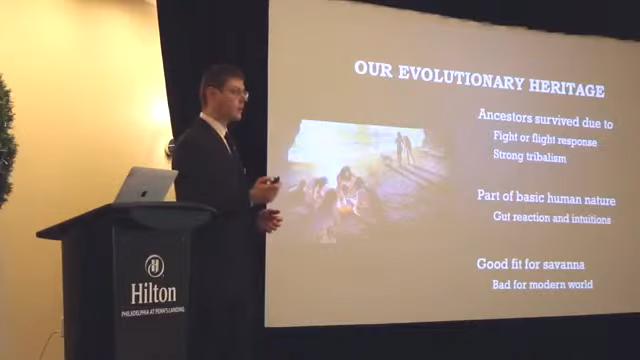 OUR EVOLUTIONARY HERITAGE
Ancestors survived due to
Fight or flight response
Strong tribalism
Part of basic human nature
Gut reaction and intuitions
Good fit for savanna
Bad for modern world
H
Hilton
PHILADELPHIA AT PENN'S LANDING